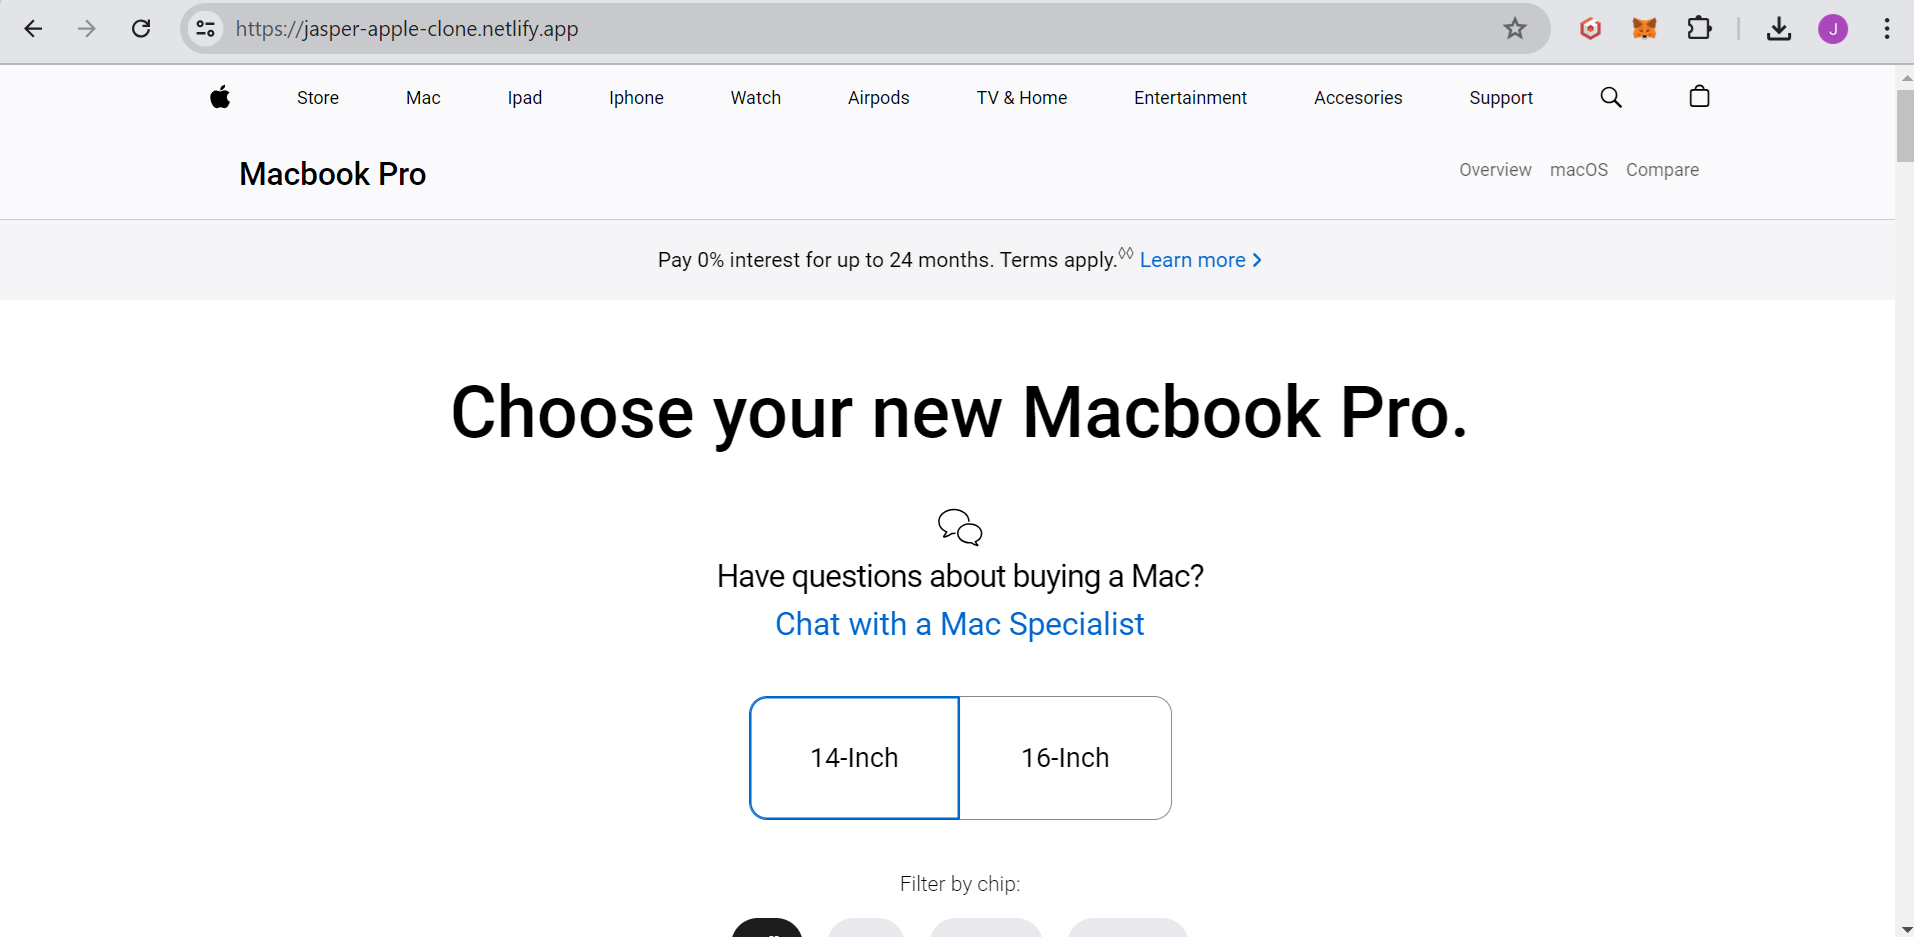 https://jasper-apple-clone.netlify.app
J
Store Mac Ipad Iphone Watch Airpods TV & Home Entertainment Accesories Support
Macbook Pro
Overview macOS Compare
Pay 0% interest for up to 24 months. Terms apply.◊◊ Learn more >
Choose your new Macbook Pro.
Have questions about buying a Mac?
Chat with a Mac Specialist
14-Inch 16-Inch
Filter by chip: